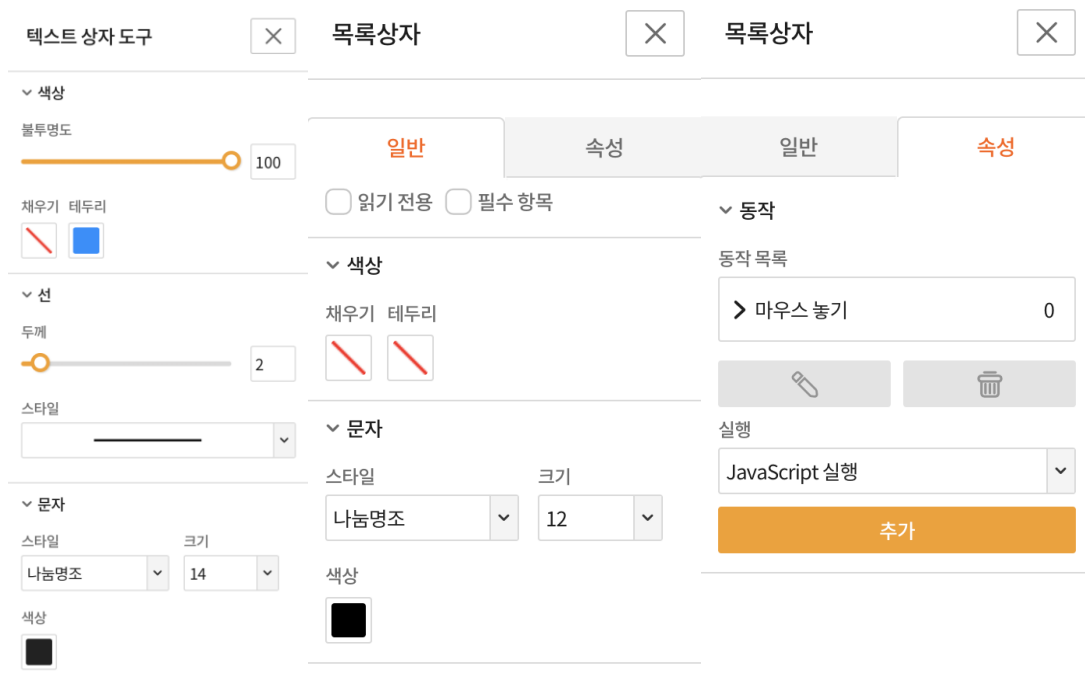 텍스트 상자 도구
색상
불투명도
100
채우기 테두리
선
두께
2
스타일
문자
스타일 크기
나눔명조 14
색상
목록상자
일반 속성
읽기 전용 필수 항목
색상
채우기 테두리
문자
스타일 크기
나눔명조 12
색상
목록상자
일반 속성
동작
동작 목록
마우스 놓기 0
실행
JavaScript 실행
추가